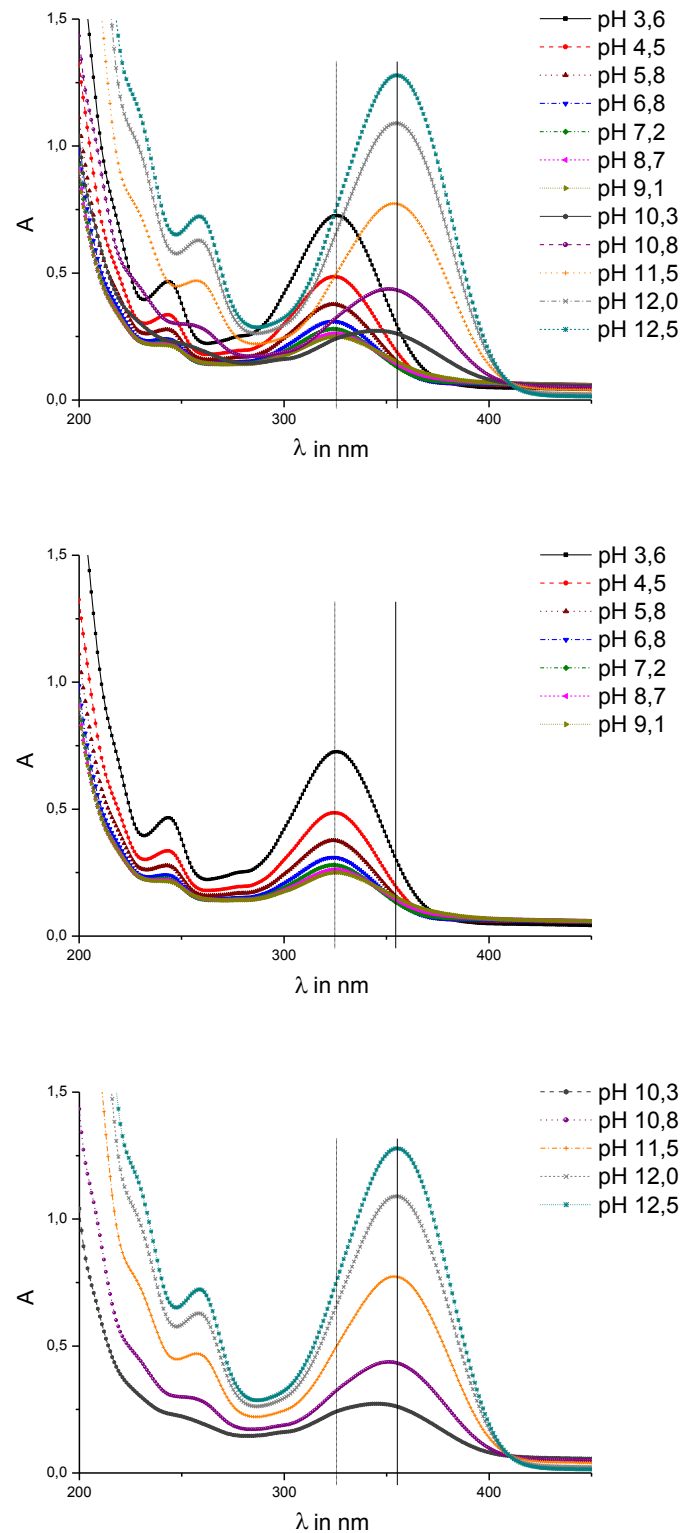 1,5
1,0
0,5
0,0
A
200
300
400
λ in nm
pH 3,6
pH 4,5
pH 5,8
pH 6,8
pH 7,2
pH 8,7
pH 9,1
pH 10,3
pH 10,8
pH 11,5
pH 12,0
pH 12,5
1,5
1,0
0,5
0,0
A
200
300
400
λ in nm
pH 3,6
pH 4,5
pH 5,8
pH 6,8
pH 7,2
pH 8,7
pH 9,1
1,5
1,0
0,5
0,0
A
200
300
400
λ in nm
pH 10,3
pH 10,8
pH 11,5
pH 12,0
pH 12,5